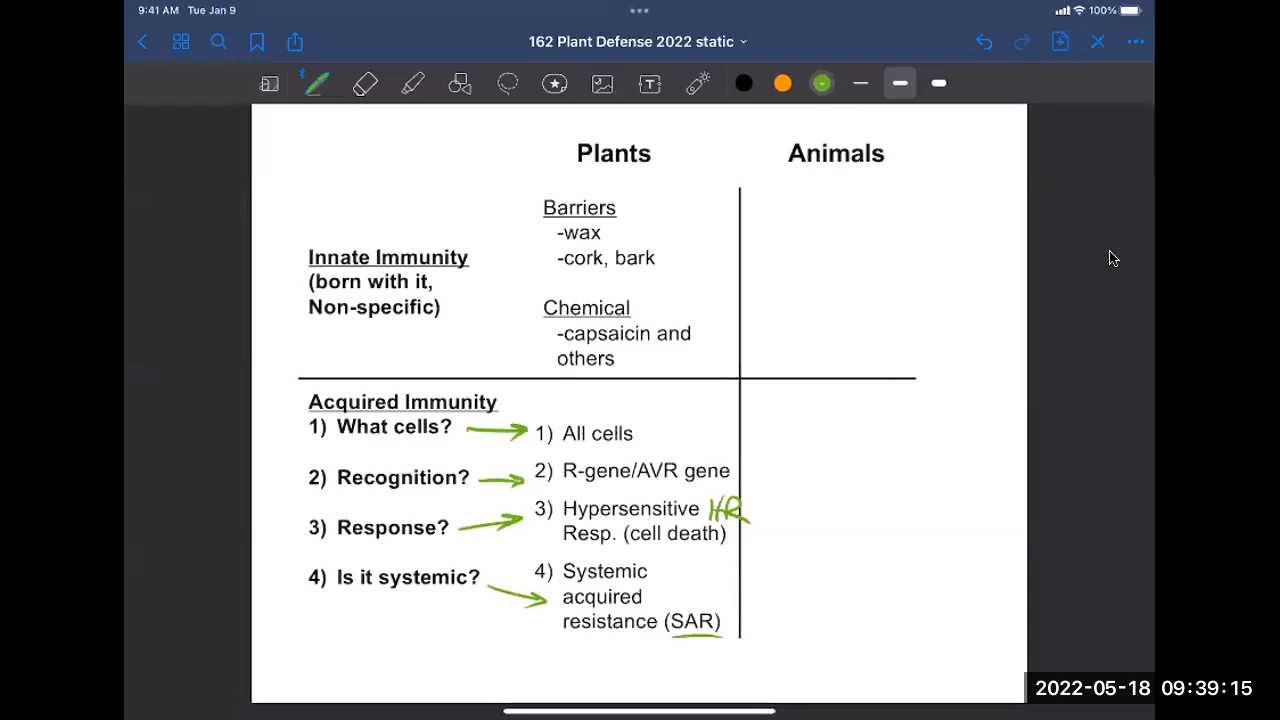 9:41 AM Tue Jan 9
100%
162 Plant Defense 2022 static
T
Plants
Animals
Innate Immunity
(born with it,
Non-specific)
Barriers
-wax
-cork, bark
Chemical
-capsaicin and
others
Acquired Immunity
1) What cells?
2) Recognition?
3) Response?
4) Is it systemic?
1) All cells
2) R-gene/AVR gene
3) Hypersensitive HR
Resp. (cell death)
4) Systemic
acquired
resistance (SAR)
2022-05-18 09:39:15